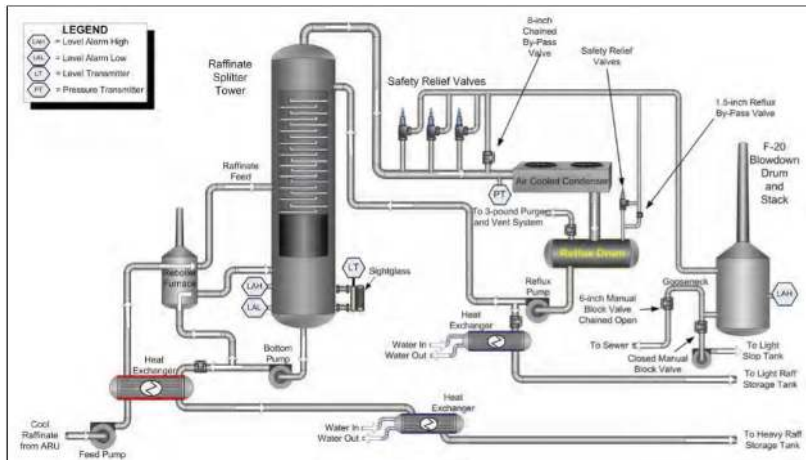 LEGEND
LAH = Level Alarm High
LAL = Level Alarm Low
LT = Level Transmitter
PT = Pressure Transmitter
Raffinate
Splitter
Tower
8-inch
Chained
By-Pass
Valve
Safety Relief Valves
Safety Relief
Valves
1.5-inch Reflux
By-Pass Valve
F-20
Blowdown
Drum
and
Stack
Raffinate
Feed
PT
Air Cooled Condenser
To 3-pound Purge
and Vent System
Reflux Drum
Reboiler
Furnace
LT
Sightglass
LAH
LAL
Reflux
Pump
Gooseneck
6-inch Manual
Block Valve
Chained Open
LAH
Heat
Exchanger
Water In
Water Out
To Sewer
Closed Manual
Block Valve
To Light
Slop Tank
Bottom
Pump
Heat
Exchanger
To Light Raff
Storage Tank
Heat
Exchanger
Water In
Water Out
Cool
Raffinate
from ARU
Feed Pump
To Heavy Raff
Storage Tank